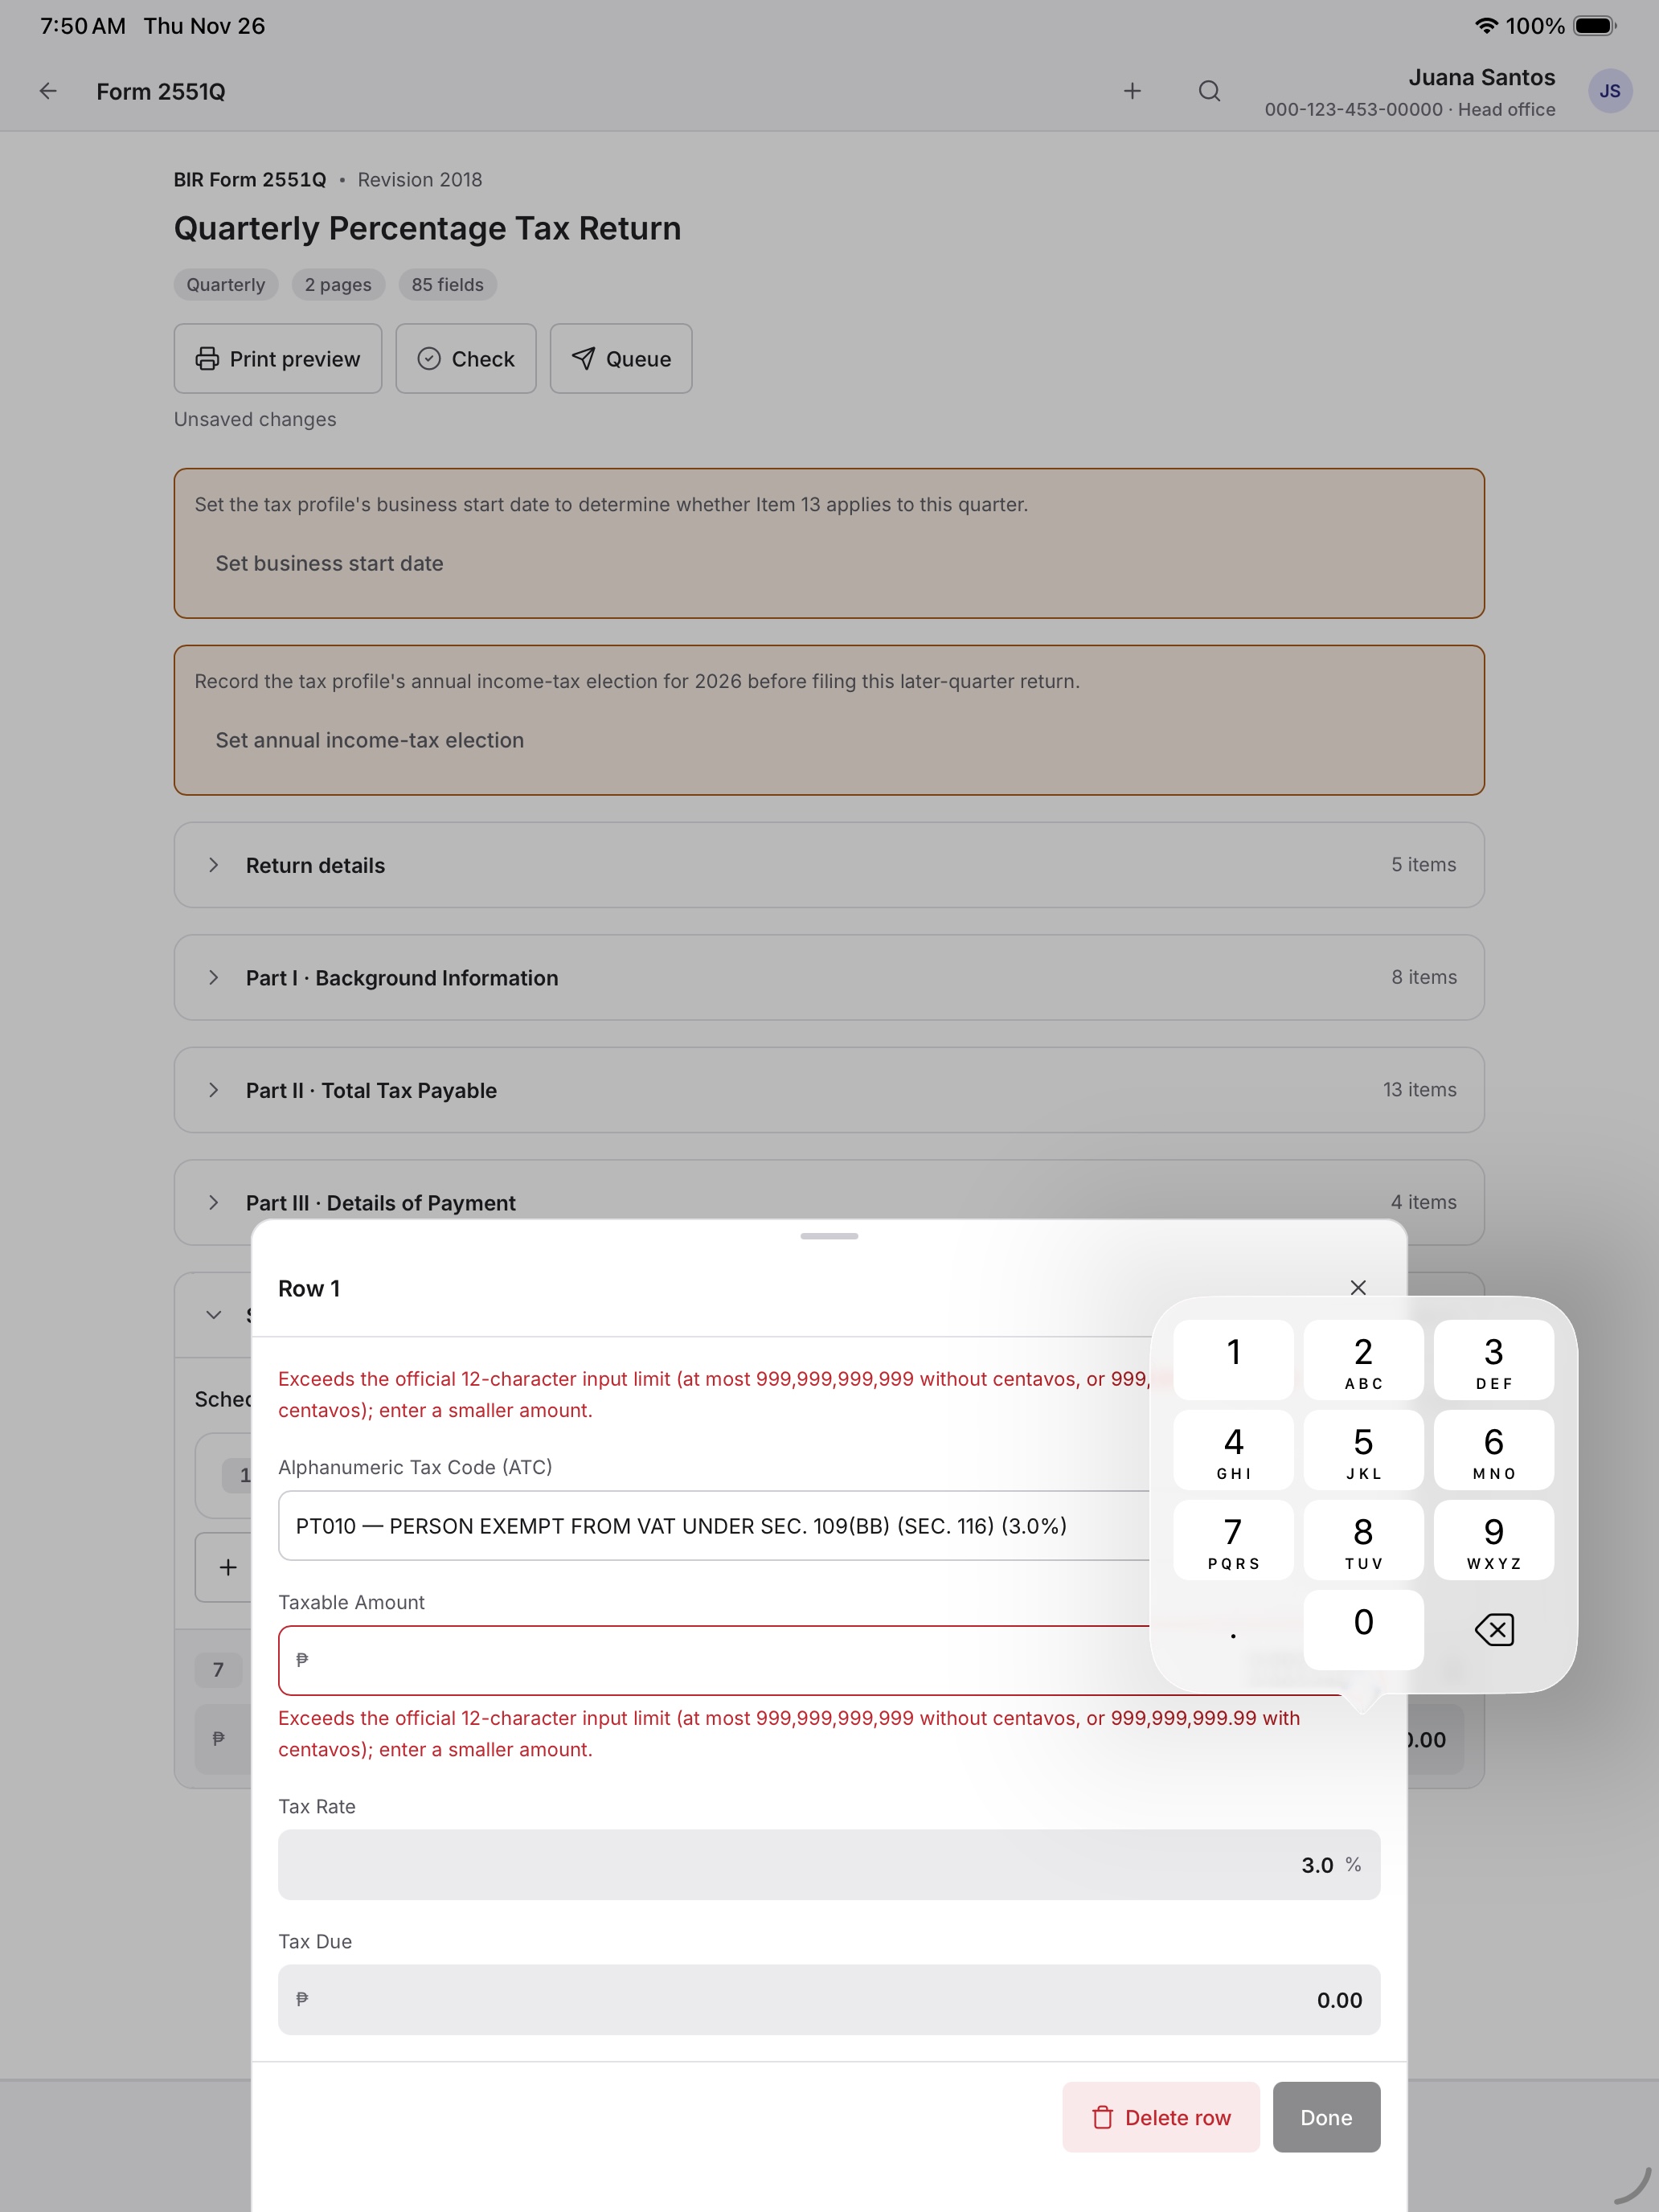 7:50 AM Thu Nov 26
100%
Form 2551Q
Juana Santos
000-123-453-00000 · Head office
JS
BIR Form 2551Q • Revision 2018
Quarterly Percentage Tax Return
Quarterly
2 pages
85 fields
Print preview
Check
Queue
Unsaved changes
Set the tax profile's business start date to determine whether Item 13 applies to this quarter.
Set business start date
Record the tax profile's annual income-tax election for 2026 before filing this later-quarter return.
Set annual income-tax election
Return details
5 items
Part I · Background Information
8 items
Part II · Total Tax Payable
13 items
Part III · Details of Payment
4 items
Row 1
Exceeds the official 12-character input limit (at most 999,999,999,999 without centavos, or 999,
centavos); enter a smaller amount.
Alphanumeric Tax Code (ATC)
PT010 — PERSON EXEMPT FROM VAT UNDER SEC. 109(BB) (SEC. 116) (3.0%)
Taxable Amount
₱
Exceeds the official 12-character input limit (at most 999,999,999,999 without centavos, or 999,999,999.99 with
centavos); enter a smaller amount.
Tax Rate
3.0 %
Tax Due
₱ 0.00
Delete row
Done
1
2 ABC
3 DEF
4 GHI
5 JKL
6 MNO
7 PQRS
8 TUV
9 WXYZ
.
0
1
7
₱
.00